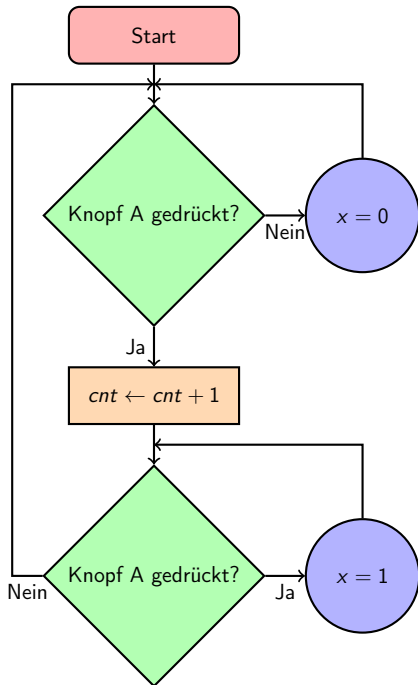 Start
Knopf A gedrückt?
x = 0
Nein
Ja
cnt ← cnt + 1
Knopf A gedrückt?
x = 1
Nein
Ja